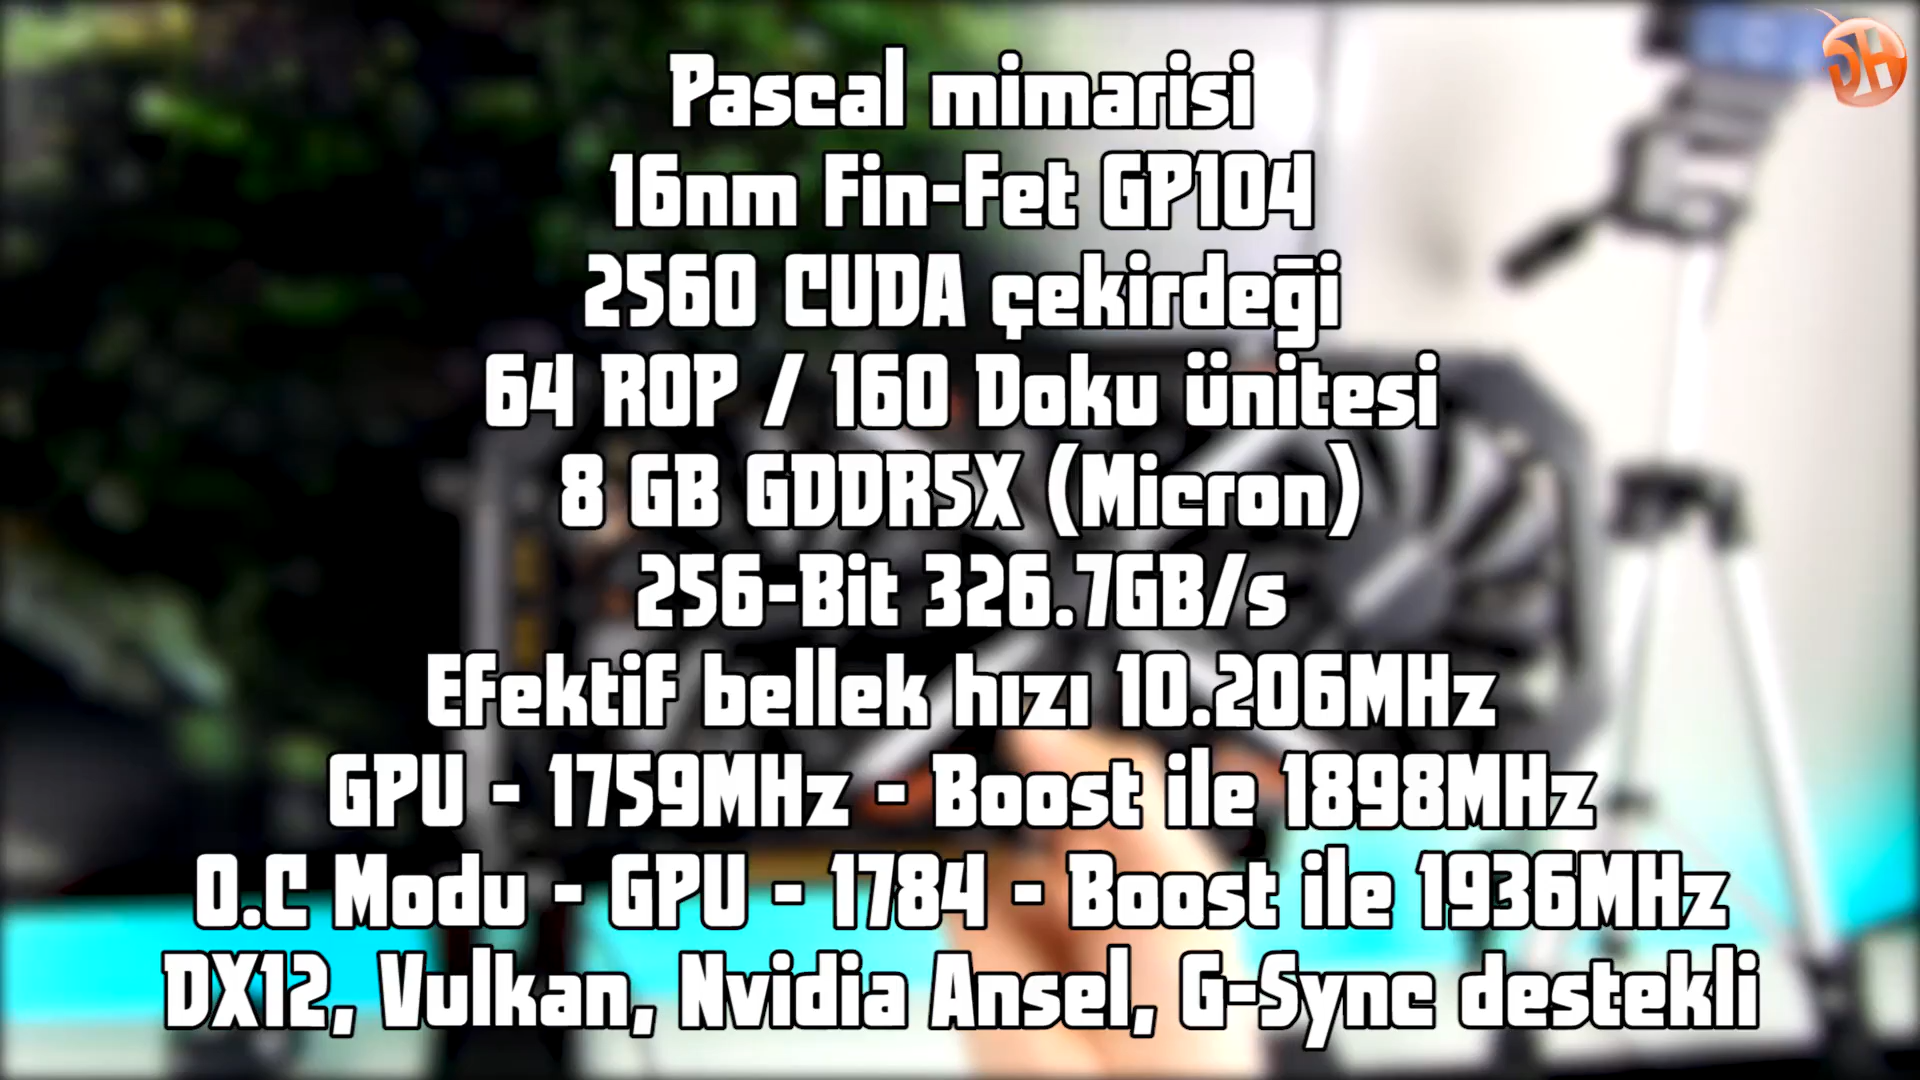 Pascal mimarisi
16nm Fin-Fet GP104
2560 CUDA çekirdeği
64 ROP / 160 Doku ünitesi
8 GB GDDR5X (Micron)
256-Bit 326.7GB/s
Efektif bellek hızı 10.206MHz
GPU - 1759MHz - Boost ile 1898MHz
O.C Modu - GPU - 1784 - Boost ile 1936MHz
DX12, Vulkan, Nvidia Ansel, G-Sync destekli
DH